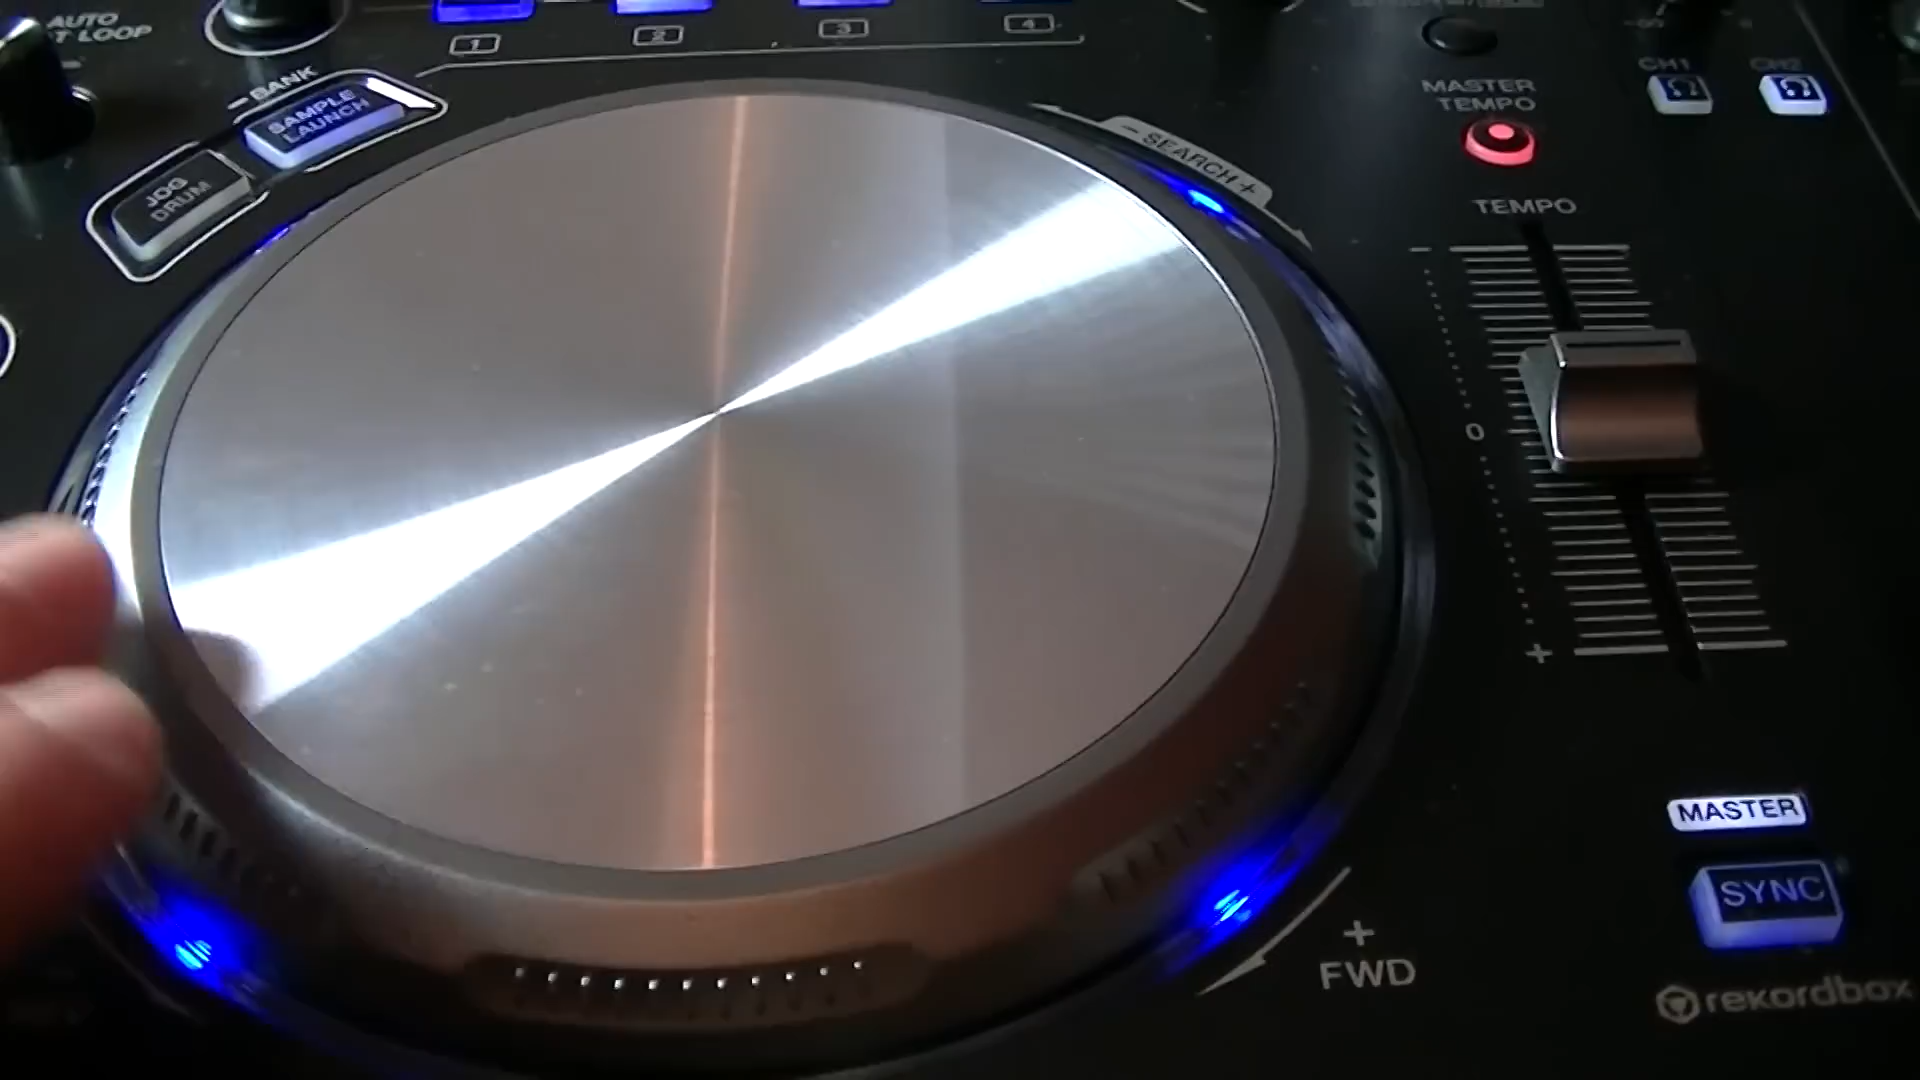 AUTO
T LOOP
1
2
3
4
BANK
SAMPLE
LAUNCH
JOG
DRUM
- SEARCH +
MASTER
TEMPO
CH1
CH2
TEMPO
-
0
+
MASTER
SYNC
+
FWD
rekordbox